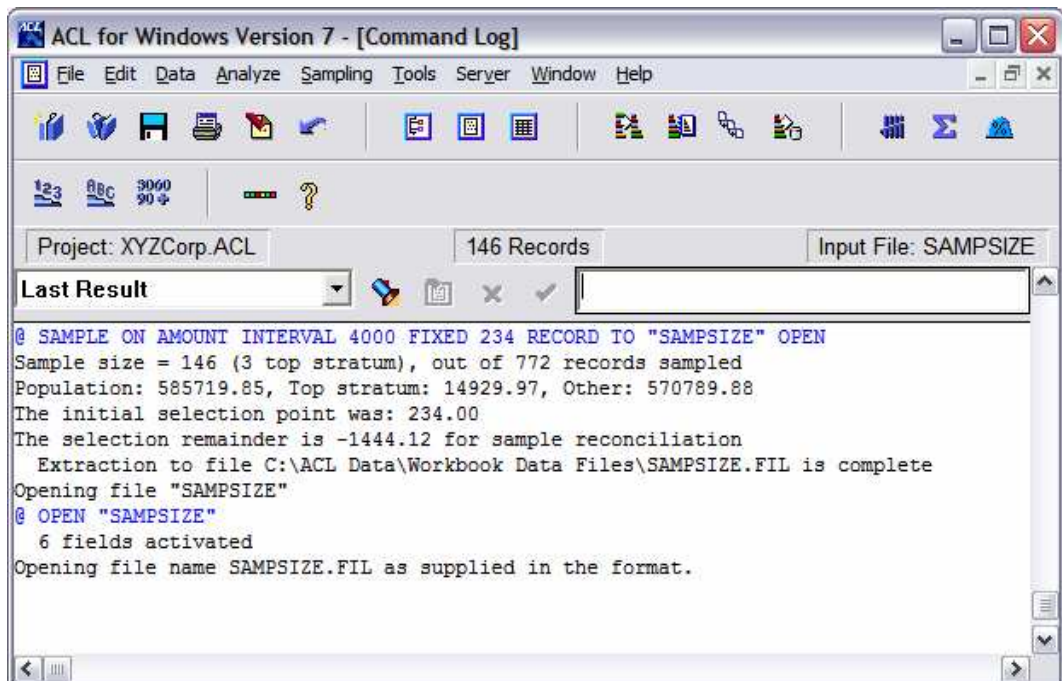 ACL for Windows Version 7 - [Command Log]
File Edit Data Analyze Sampling Tools Server Window Help
Project: XYZCorp.ACL 146 Records Input File: SAMPSIZE
Last Result
@ SAMPLE ON AMOUNT INTERVAL 4000 FIXED 234 RECORD TO "SAMPSIZE" OPEN
Sample size = 146 (3 top stratum), out of 772 records sampled
Population: 585719.85, Top stratum: 14929.97, Other: 570789.88
The initial selection point was: 234.00
The selection remainder is -1444.12 for sample reconciliation
Extraction to file C:\ACL Data\Workbook Data Files\SAMPSIZE.FIL is complete
Opening file "SAMPSIZE"
@ OPEN "SAMPSIZE"
6 fields activated
Opening file name SAMPSIZE.FIL as supplied in the format.